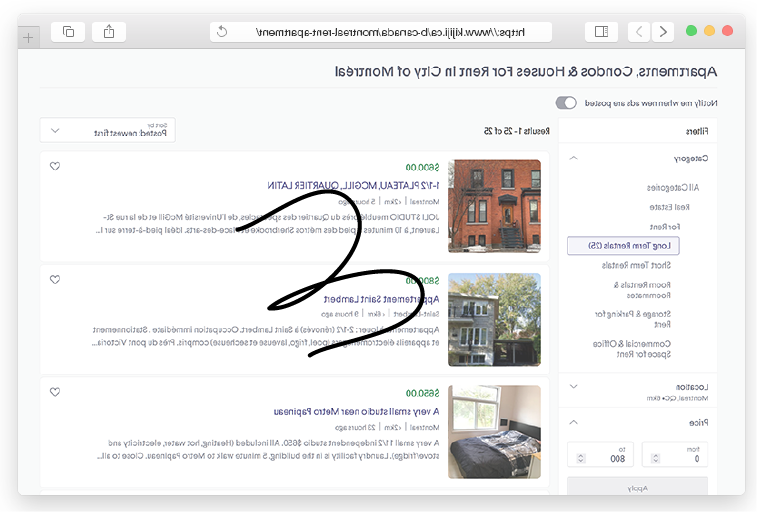 https://www.kijiji.ca/b/c-canada/montreal-rent-apartment/
Apartments, Condos & Houses For Rent in City of Montréal
Notify me when new ads are posted
Filters
Category
All Categories
Real Estate
For Rent
Long Term Rentals (25)
Short Term Rentals
Room Rentals &
Roommates
Storage & Parking for
Rent
Commercial & Office
Space for Rent
Location
Montreal, QC • 6km
Price
from
0
to
800
Apply
Results 1 - 25 of 25
Sort by
Posted: newest first
$600.00
1-1/2 PLATEAU, MCGILL, QUARTIER LATIN
Montreal | <2km | 5 hours ago
JOLI STUDIO meublé près du Quartier des spectacles, de l'Université McGill et de la rue St-
Laurent, à 10 minutes à pied des métros Sherbrooke et Place-des-arts. Idéal pied-à-terre sur l...
$800.00
Appartement Saint Lambert
Saint-Lambert | <6km | 9 hours ago
Appartement à louer: 2 1/2 (rénovés) à Saint Lambert. Occupation immédiate. Stationnement
et appareils électroménagers (poêl, frigo, laveuse et sécheuse) compris. Près du pont Victoria...
$650.00
A very small studio near Metro Papineau
Montreal | <2km | 23 hours ago
A very small 1 1/2 independent studio $650. All included (Heating, hot water, electricity and
stove fridge). Laundry facility is in the building, 5 minute walk to Metro Papineau. Close to all...